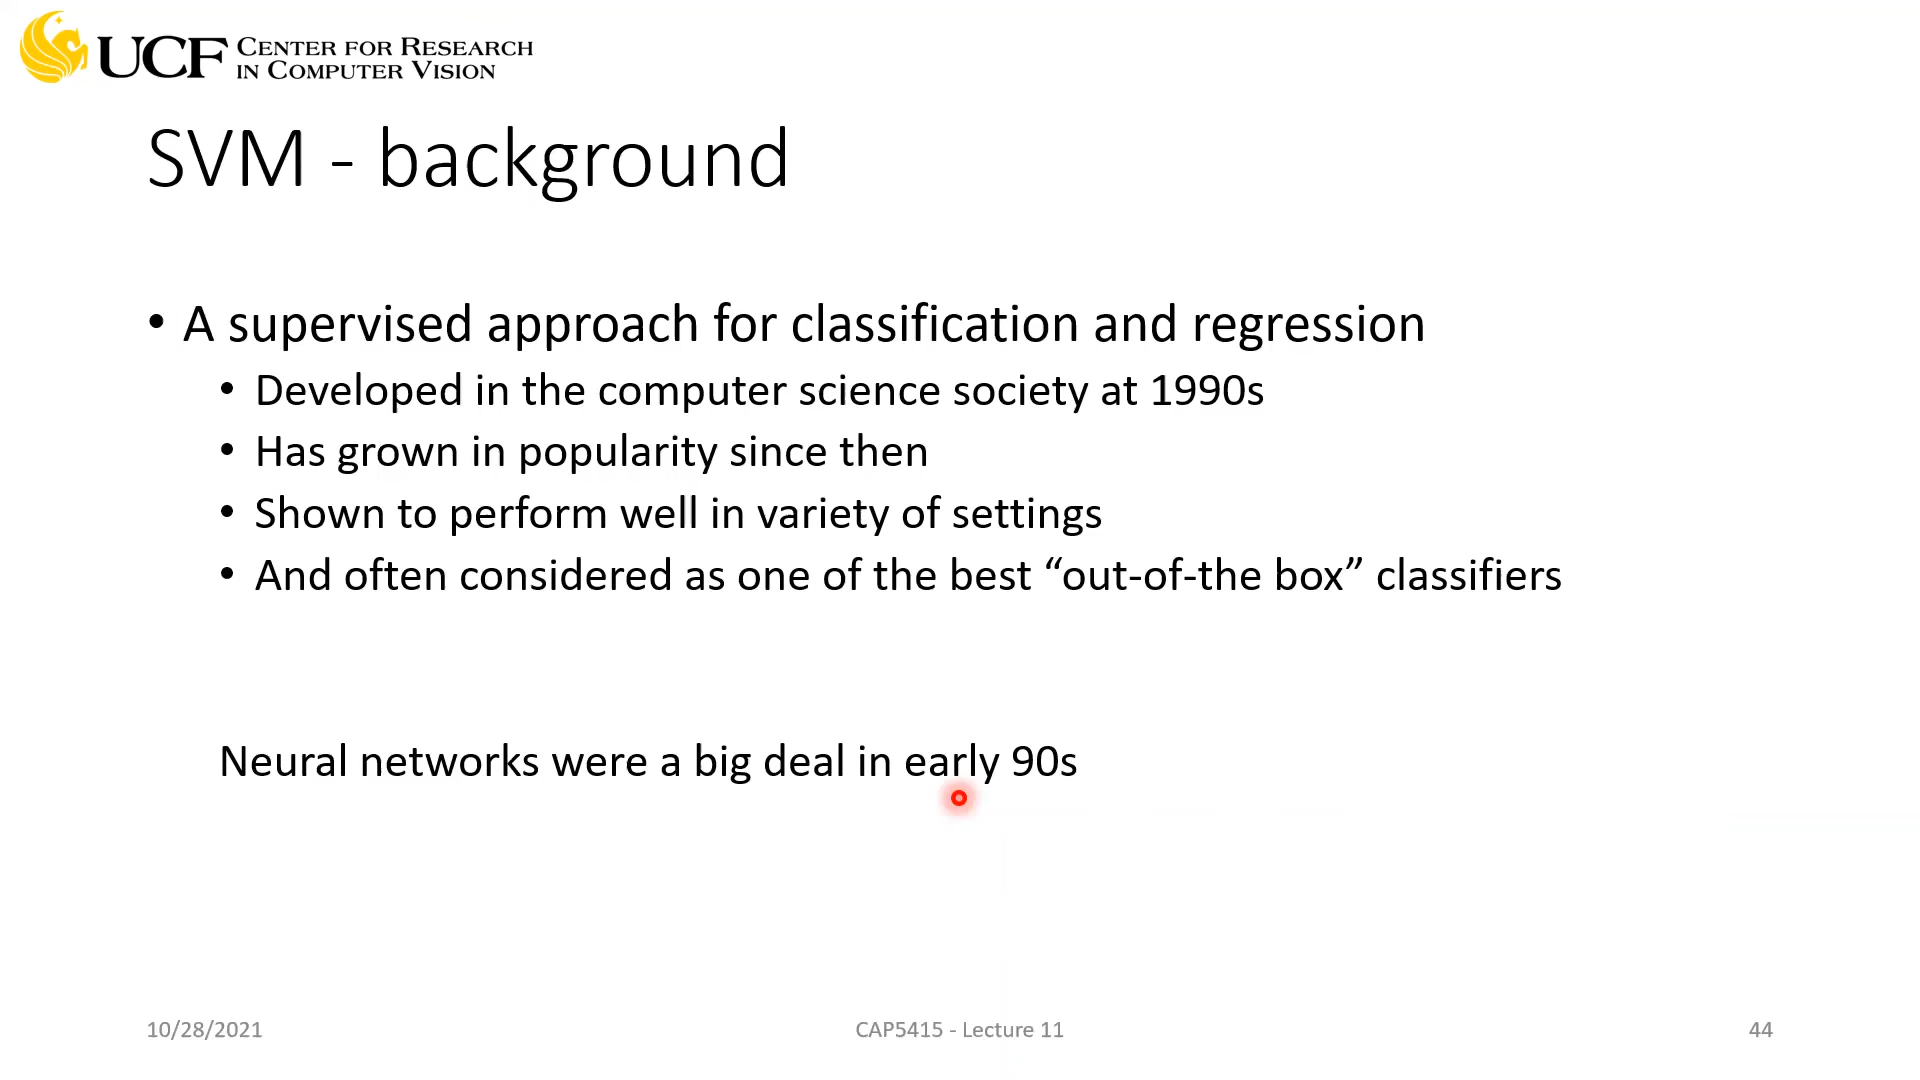 UCF CENTER FOR RESEARCH
IN COMPUTER VISION
SVM - background
• A supervised approach for classification and regression
• Developed in the computer science society at 1990s
• Has grown in popularity since then
• Shown to perform well in variety of settings
• And often considered as one of the best “out-of-the box” classifiers
Neural networks were a big deal in early 90s
10/28/2021
CAP5415 - Lecture 11
44